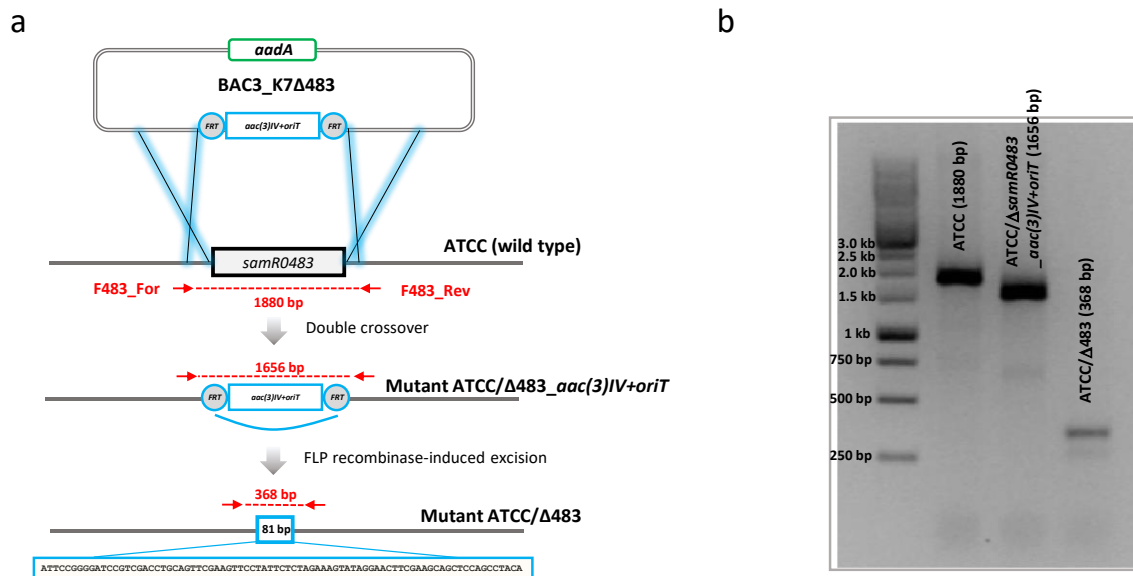 a
aadA
BAC3_K7Δ483
FRT
aac(3)IV+oriT
FRT
ATCC (wild type)
samR0483
F483_For
F483_Rev
1880 bp
Double crossover
1656 bp
Mutant ATCC/Δ483_aac(3)IV+oriT
FRT
aac(3)IV+oriT
FRT
FLP recombinase-induced excision
368 bp
Mutant ATCC/Δ483
81 bp
ATTCCGGGGATCCGTCGACCTGCAGTTCGAAGTTCCTATTCTCTAGAAAGTATAGGAACTTCGAAGCAGCTCCAGCCTACA
b
ATCC (1880 bp)
ATCC/ΔsamR0483
_aac(3)IV+oriT (1656 bp)
ATCC/Δ483 (368 bp)
3.0 kb
2.5 kb
2.0 kb
1.5 kb
1 kb
750 bp
500 bp
250 bp